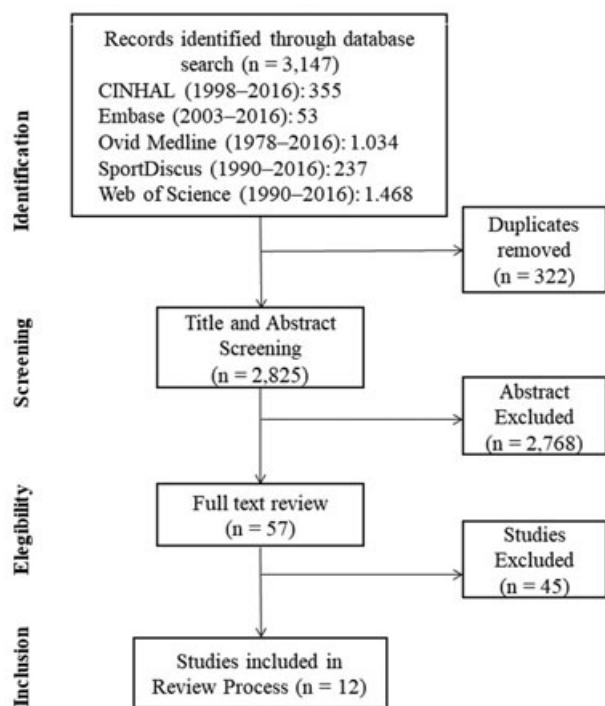 Records identified through database
search (n = 3,147)
CINHAL (1998–2016): 355
Embase (2003–2016): 53
Ovid Medline (1978–2016): 1.034
SportDiscus (1990–2016): 237
Web of Science (1990–2016): 1.468
Identification
Duplicates
removed
(n = 322)
Title and Abstract
Screening
(n = 2,825)
Screening
Abstract
Excluded
(n = 2,768)
Full text review
(n = 57)
Elegibility
Studies
Excluded
(n = 45)
Studies included in
Review Process (n = 12)
Inclusion